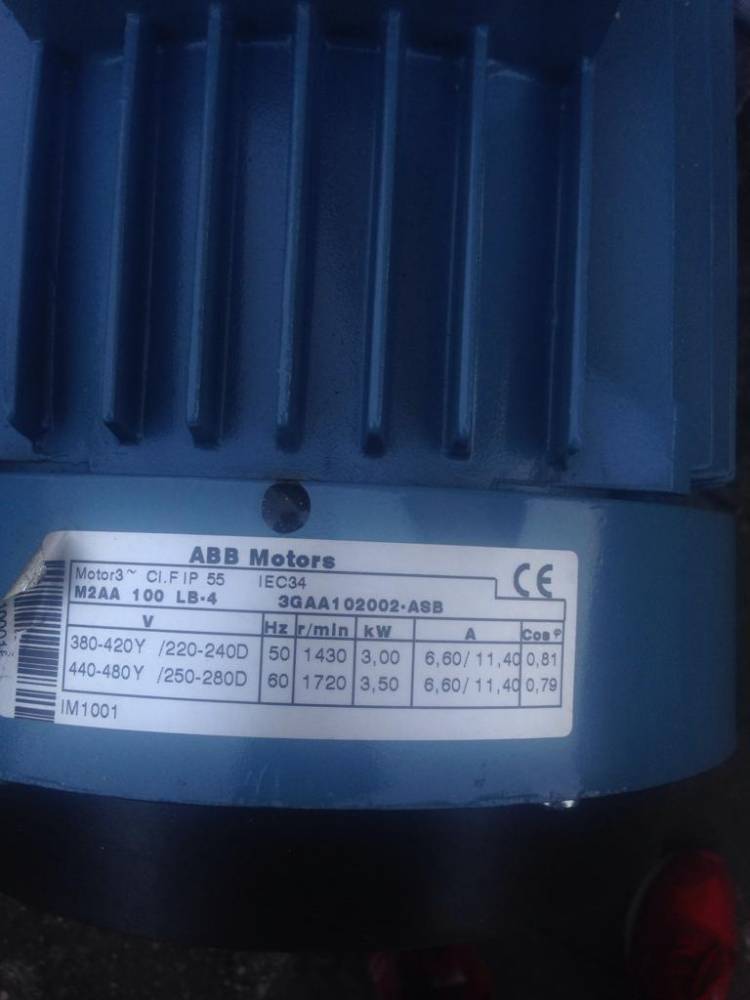 ABB Motors
Motor3~ Cl.F IP 55 IEC34
CE
M2AA 100 LB-4 3GAA102002-ASB
V Hz r/min kW A Cos φ
380-420Y /220-240D 50 1430 3,00 6,60/11,40 0,81
440-480Y /250-280D 60 1720 3,50 6,60/11,40 0,79
IM1001